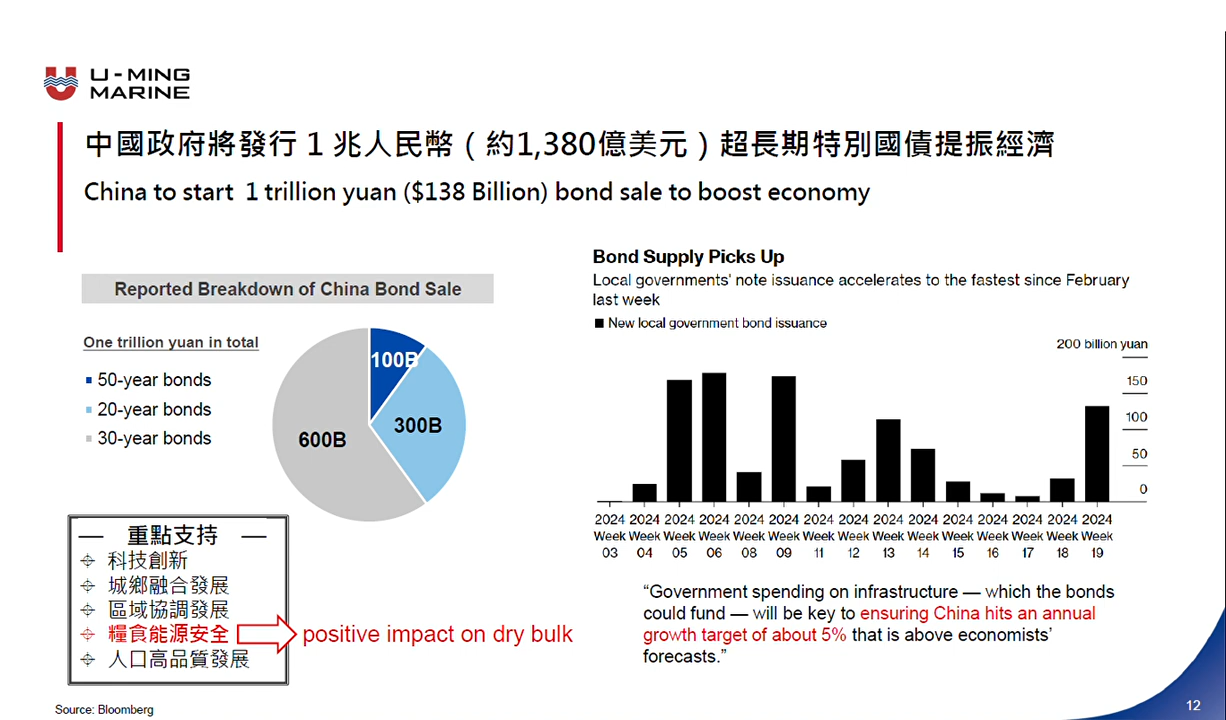 U-MING
MARINE
中國政府將發行 1 兆人民幣（約1,380億美元）超長期特別國債提振經濟
China to start 1 trillion yuan ($138 Billion) bond sale to boost economy
Reported Breakdown of China Bond Sale
One trillion yuan in total
50-year bonds
20-year bonds
30-year bonds
100B
300B
600B
重點支持
科技創新
城鄉融合發展
區域協調發展
糧食能源安全
人口高品質發展
positive impact on dry bulk
Bond Supply Picks Up
Local governments' note issuance accelerates to the fastest since February
last week
New local government bond issuance
200 billion yuan
150
100
50
0
2024 2024 2024 2024 2024 2024 2024 2024 2024 2024 2024 2024 2024 2024 2024
Week Week Week Week Week Week Week Week Week Week Week Week Week Week Week
03 04 05 06 08 09 11 12 13 14 15 16 17 18 19
“Government spending on infrastructure — which the bonds
could fund — will be key to ensuring China hits an annual
growth target of about 5% that is above economists’
forecasts.”
Source: Bloomberg
12